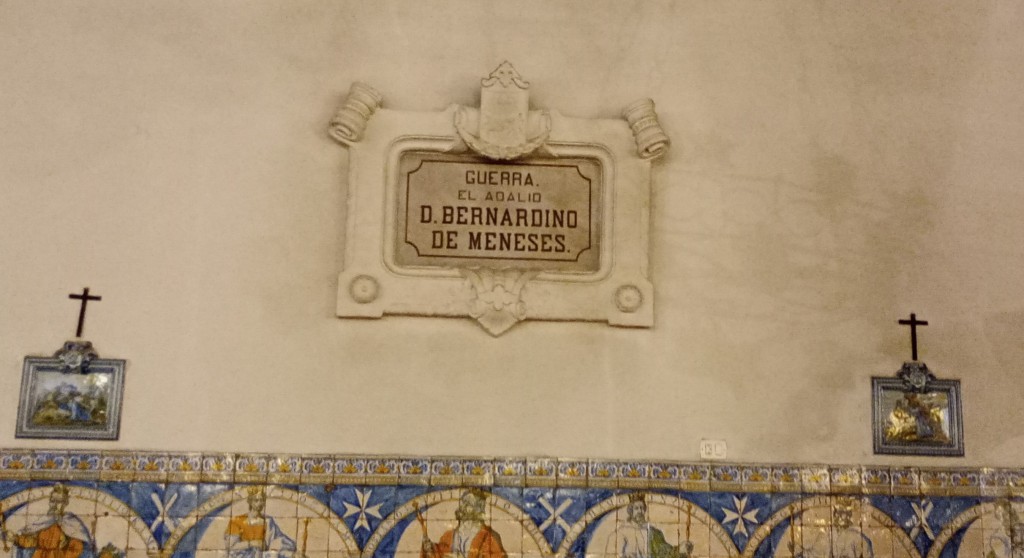 GUERRA.
EL ADALID
D. BERNARDINO
DE MENESES.